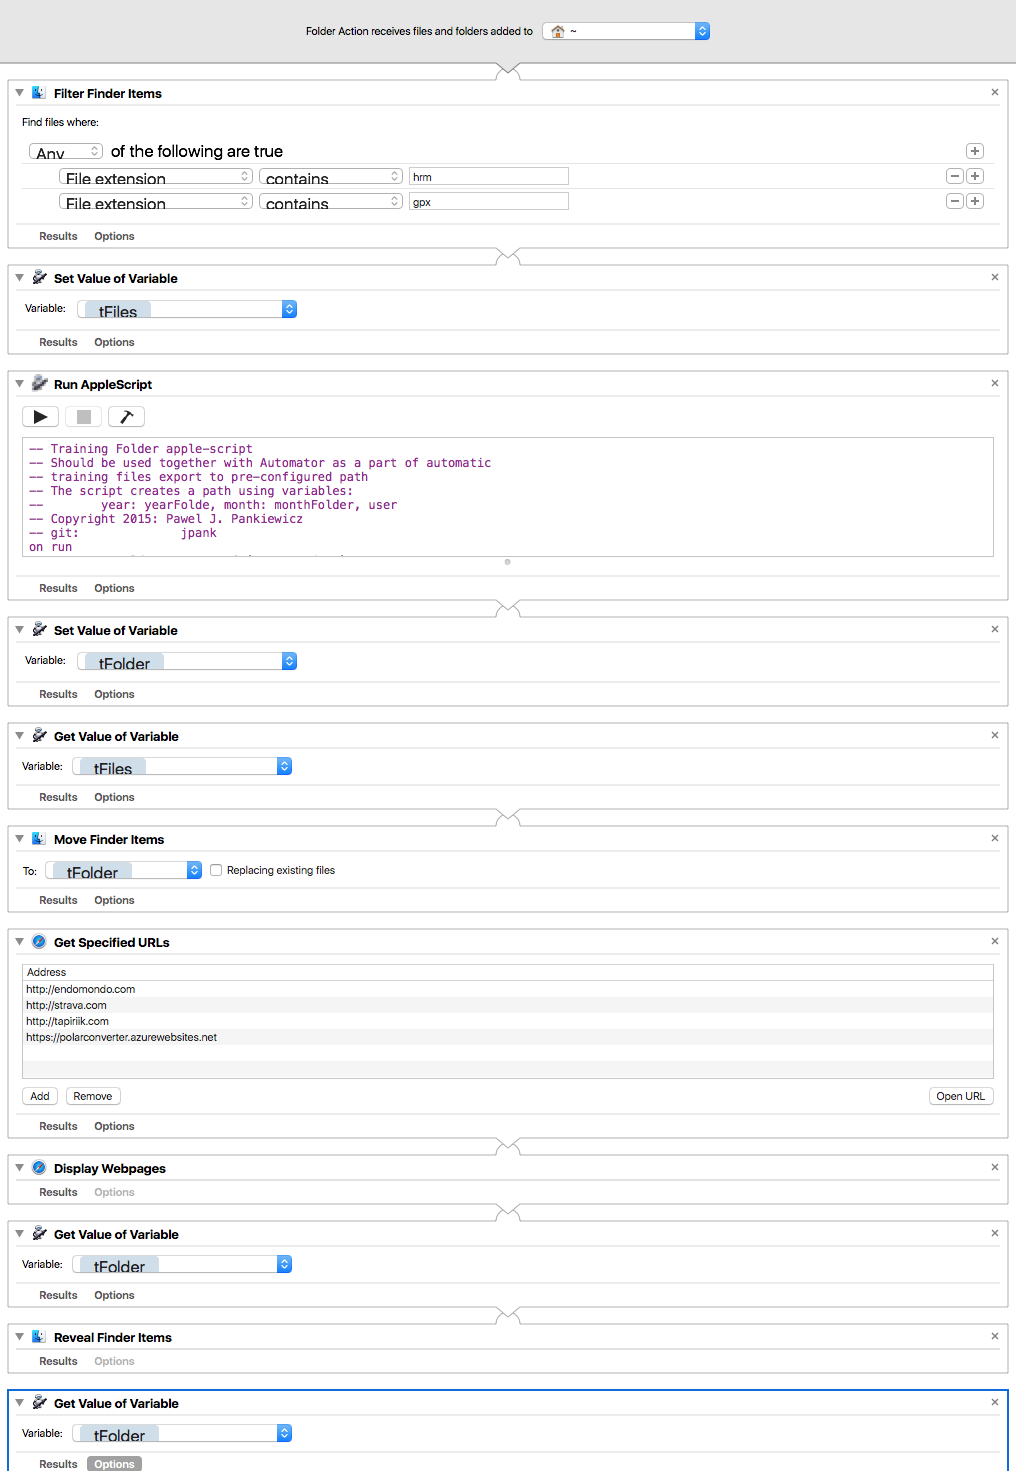 Folder Action receives files and folders added to ~
Filter Finder Items
Find files where:
Any of the following are true
File extension contains hrm
File extension contains gpx
Results Options
Set Value of Variable
Variable: tFiles
Results Options
Run AppleScript
-- Training Folder apple-script
-- Should be used together with Automator as a part of automatic
-- training files export to pre-configured path
-- The script creates a path using variables:
-- year: yearFolde, month: monthFolder, user
-- Copyright 2015: Pawel J. Pankiewicz
-- git: jpank
on run
Results Options
Set Value of Variable
Variable: tFolder
Results Options
Get Value of Variable
Variable: tFiles
Results Options
Move Finder Items
To: tFolder Replacing existing files
Results Options
Get Specified URLs
Address
http://endomondo.com
http://strava.com
http://tapiriik.com
https://polarconverter.azurewebsites.net
Add Remove Open URL
Results Options
Display Webpages
Results Options
Get Value of Variable
Variable: tFolder
Results Options
Reveal Finder Items
Results Options
Get Value of Variable
Variable: tFolder
Results Options